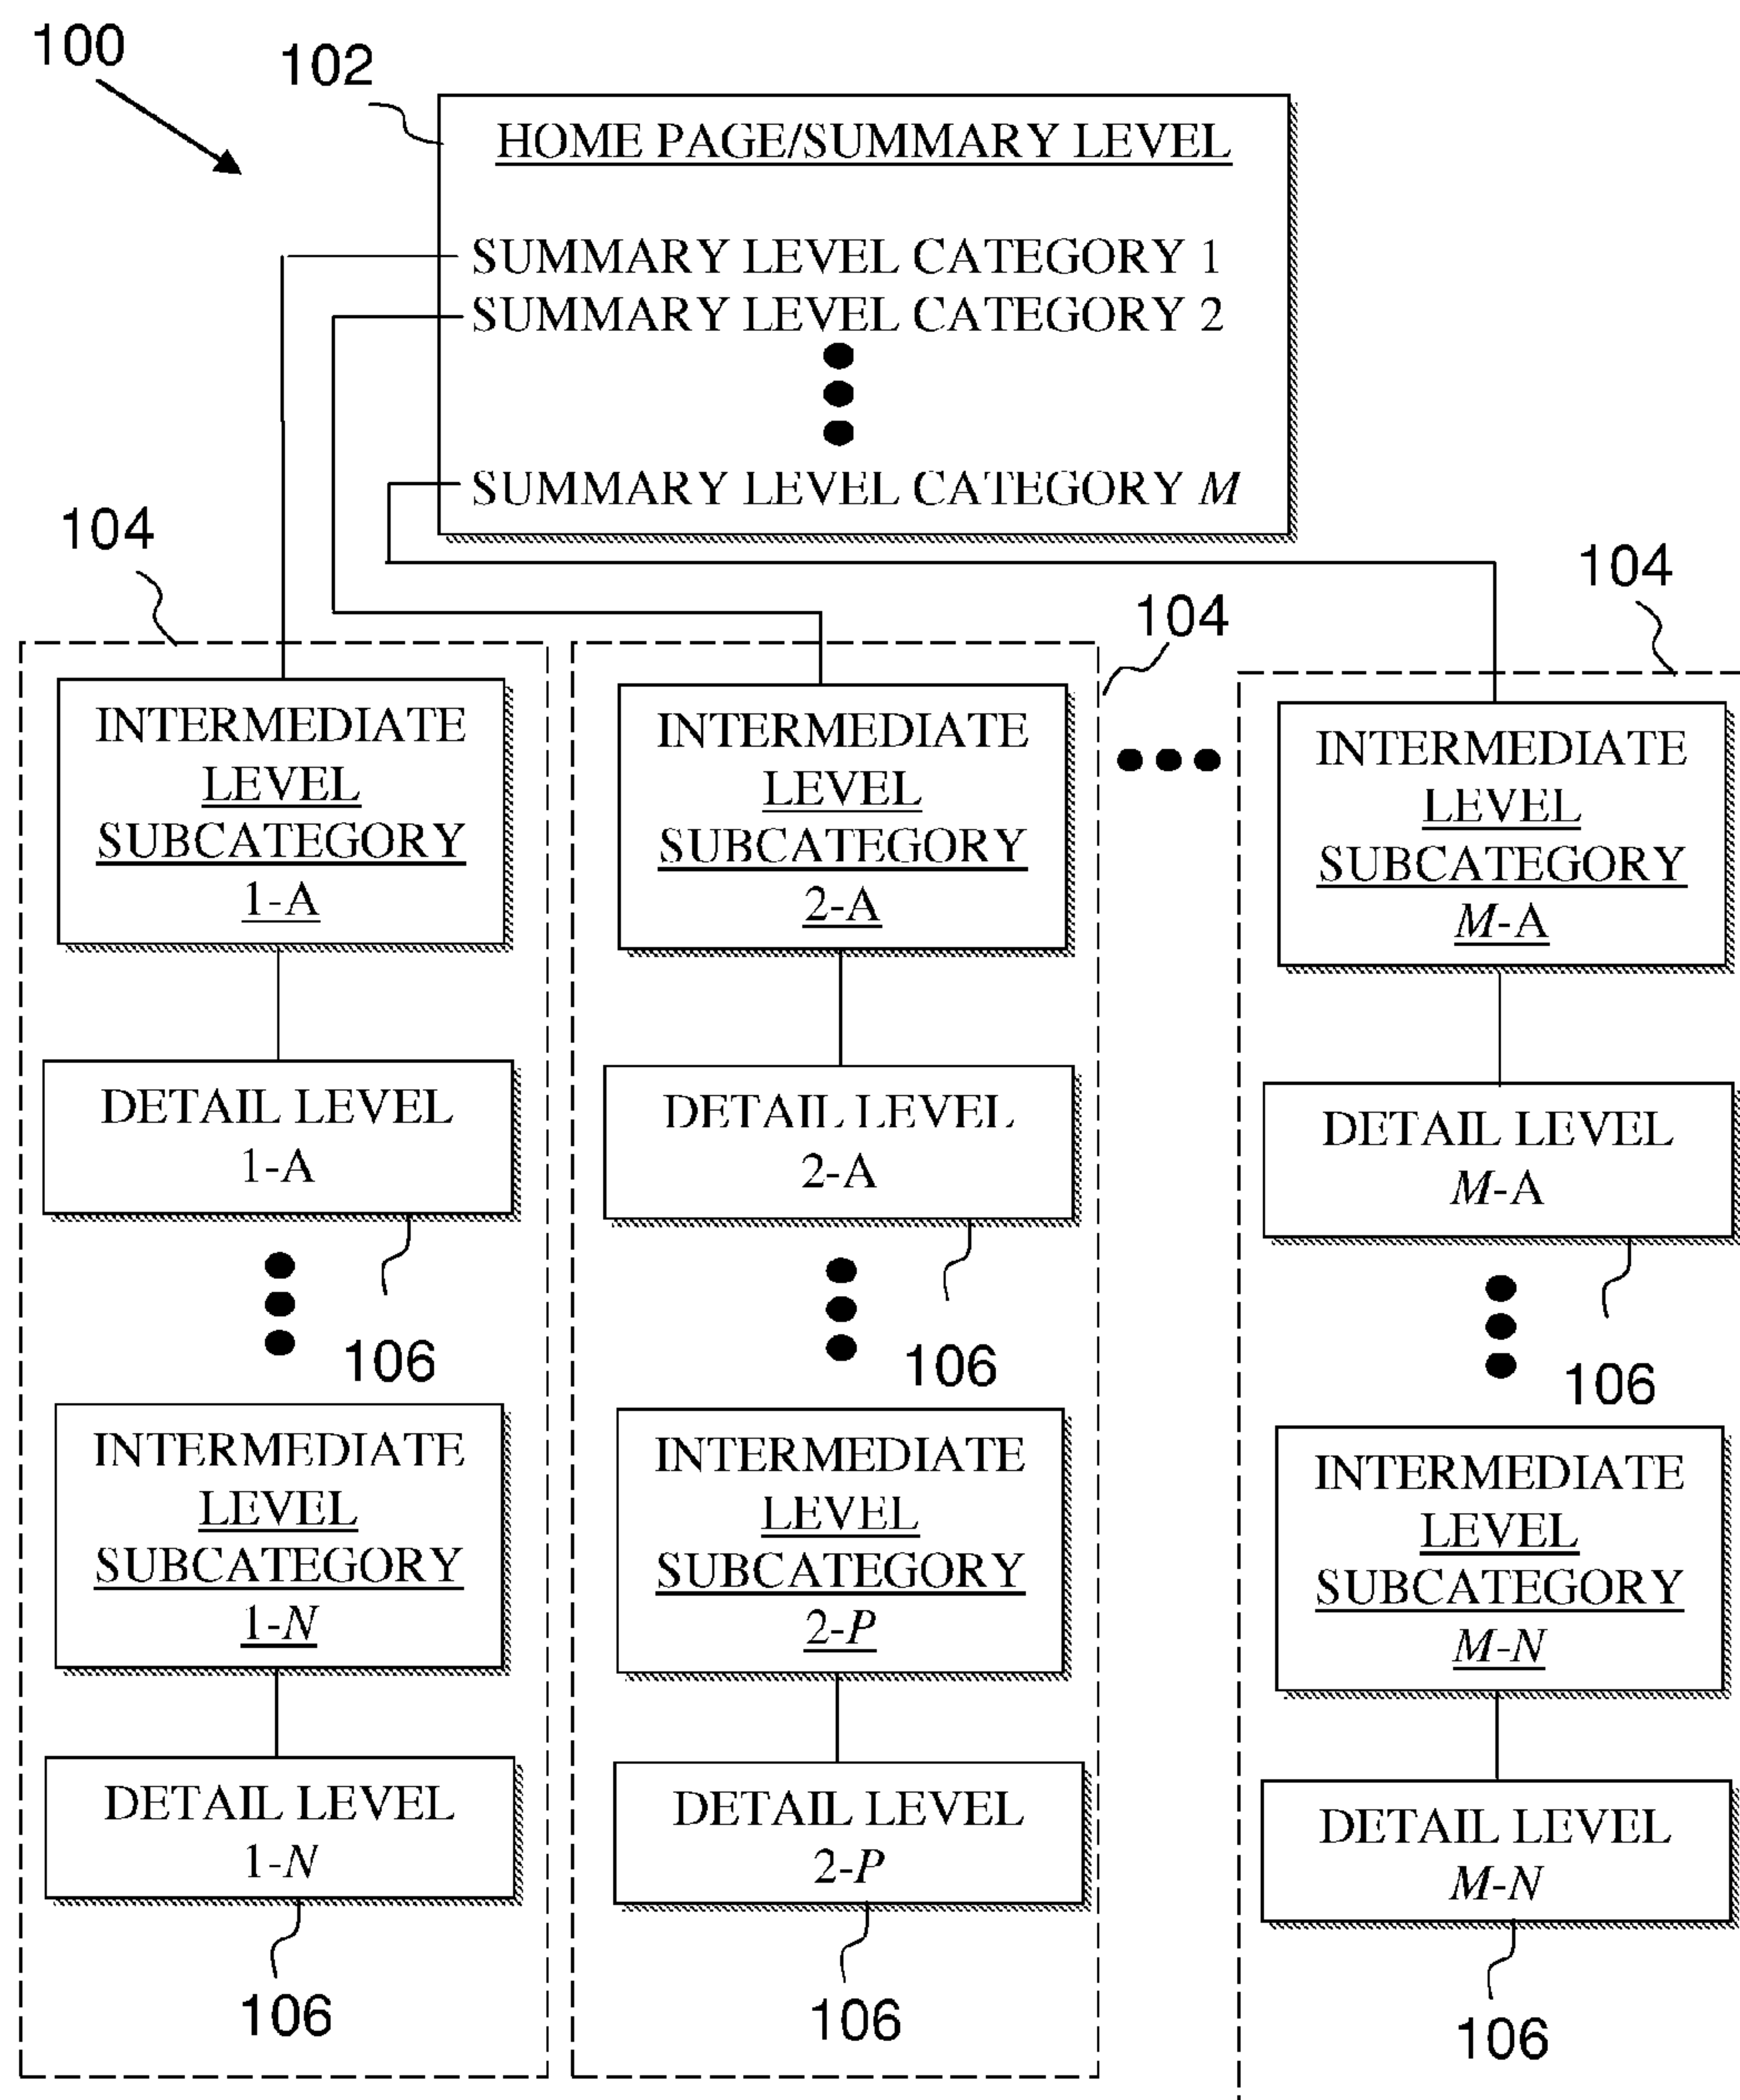 100
102
HOME PAGE/SUMMARY LEVEL
SUMMARY LEVEL CATEGORY 1
SUMMARY LEVEL CATEGORY 2
SUMMARY LEVEL CATEGORY M
104
INTERMEDIATE
LEVEL
SUBCATEGORY
1-A
DETAIL LEVEL
1-A
106
INTERMEDIATE
LEVEL
SUBCATEGORY
1-N
DETAIL LEVEL
1-N
106
104
INTERMEDIATE
LEVEL
SUBCATEGORY
2-A
DETAIL LEVEL
2-A
106
INTERMEDIATE
LEVEL
SUBCATEGORY
2-P
DETAIL LEVEL
2-P
106
104
INTERMEDIATE
LEVEL
SUBCATEGORY
M-A
DETAIL LEVEL
M-A
106
INTERMEDIATE
LEVEL
SUBCATEGORY
M-N
DETAIL LEVEL
M-N
106